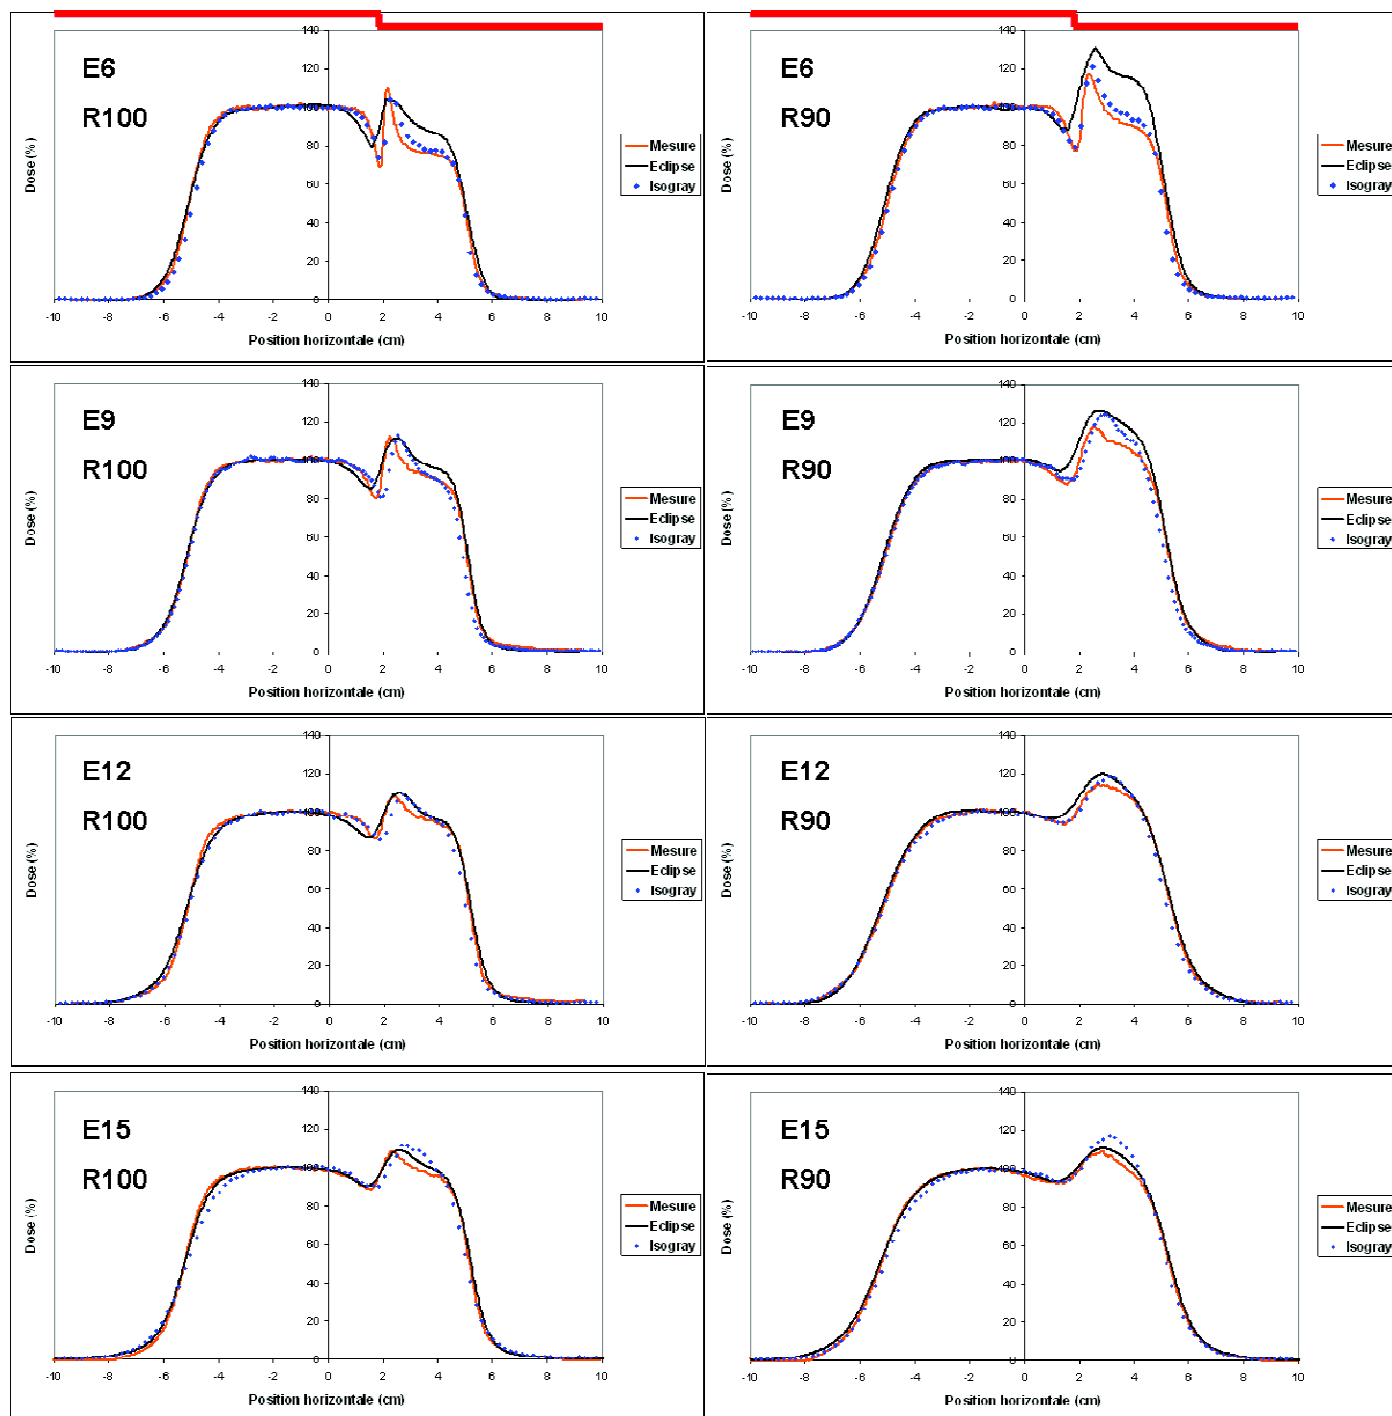 E6
R100
Dose (%)
140
120
100
80
60
40
20
0
-10 -8 -6 -4 -2 0 2 4 6 8 10
Position horizontale (cm)
Mesure
Eclipse
Isogray
E6
R90
Dose (%)
140
120
100
80
60
40
20
0
-10 -8 -6 -4 -2 0 2 4 6 8 10
Position horizontale (cm)
Mesure
Eclipse
Isogray
E9
R100
Dose (%)
140
120
100
80
60
40
20
0
-10 -8 -6 -4 -2 0 2 4 6 8 10
Position horizontale (cm)
Mesure
Eclipse
Isogray
E9
R90
Dose (%)
140
120
100
80
60
40
20
0
-10 -8 -6 -4 -2 0 2 4 6 8 10
Position horizontale (cm)
Mesure
Eclipse
Isogray
E12
R100
Dose (%)
140
120
100
80
60
40
20
0
-10 -8 -6 -4 -2 0 2 4 6 8 10
Position horizontale (cm)
Mesure
Eclipse
Isogray
E12
R90
Dose (%)
140
120
100
80
60
40
20
0
-10 -8 -6 -4 -2 0 2 4 6 8 10
Position horizontale (cm)
Mesure
Eclipse
Isogray
E15
R100
Dose (%)
140
120
100
80
60
40
20
0
-10 -8 -6 -4 -2 0 2 4 6 8 10
Position horizontale (cm)
Mesure
Eclipse
Isogray
E15
R90
Dose (%)
140
120
100
80
60
40
20
0
-10 -8 -6 -4 -2 0 2 4 6 8 10
Position horizontale (cm)
Mesure
Eclipse
Isogray